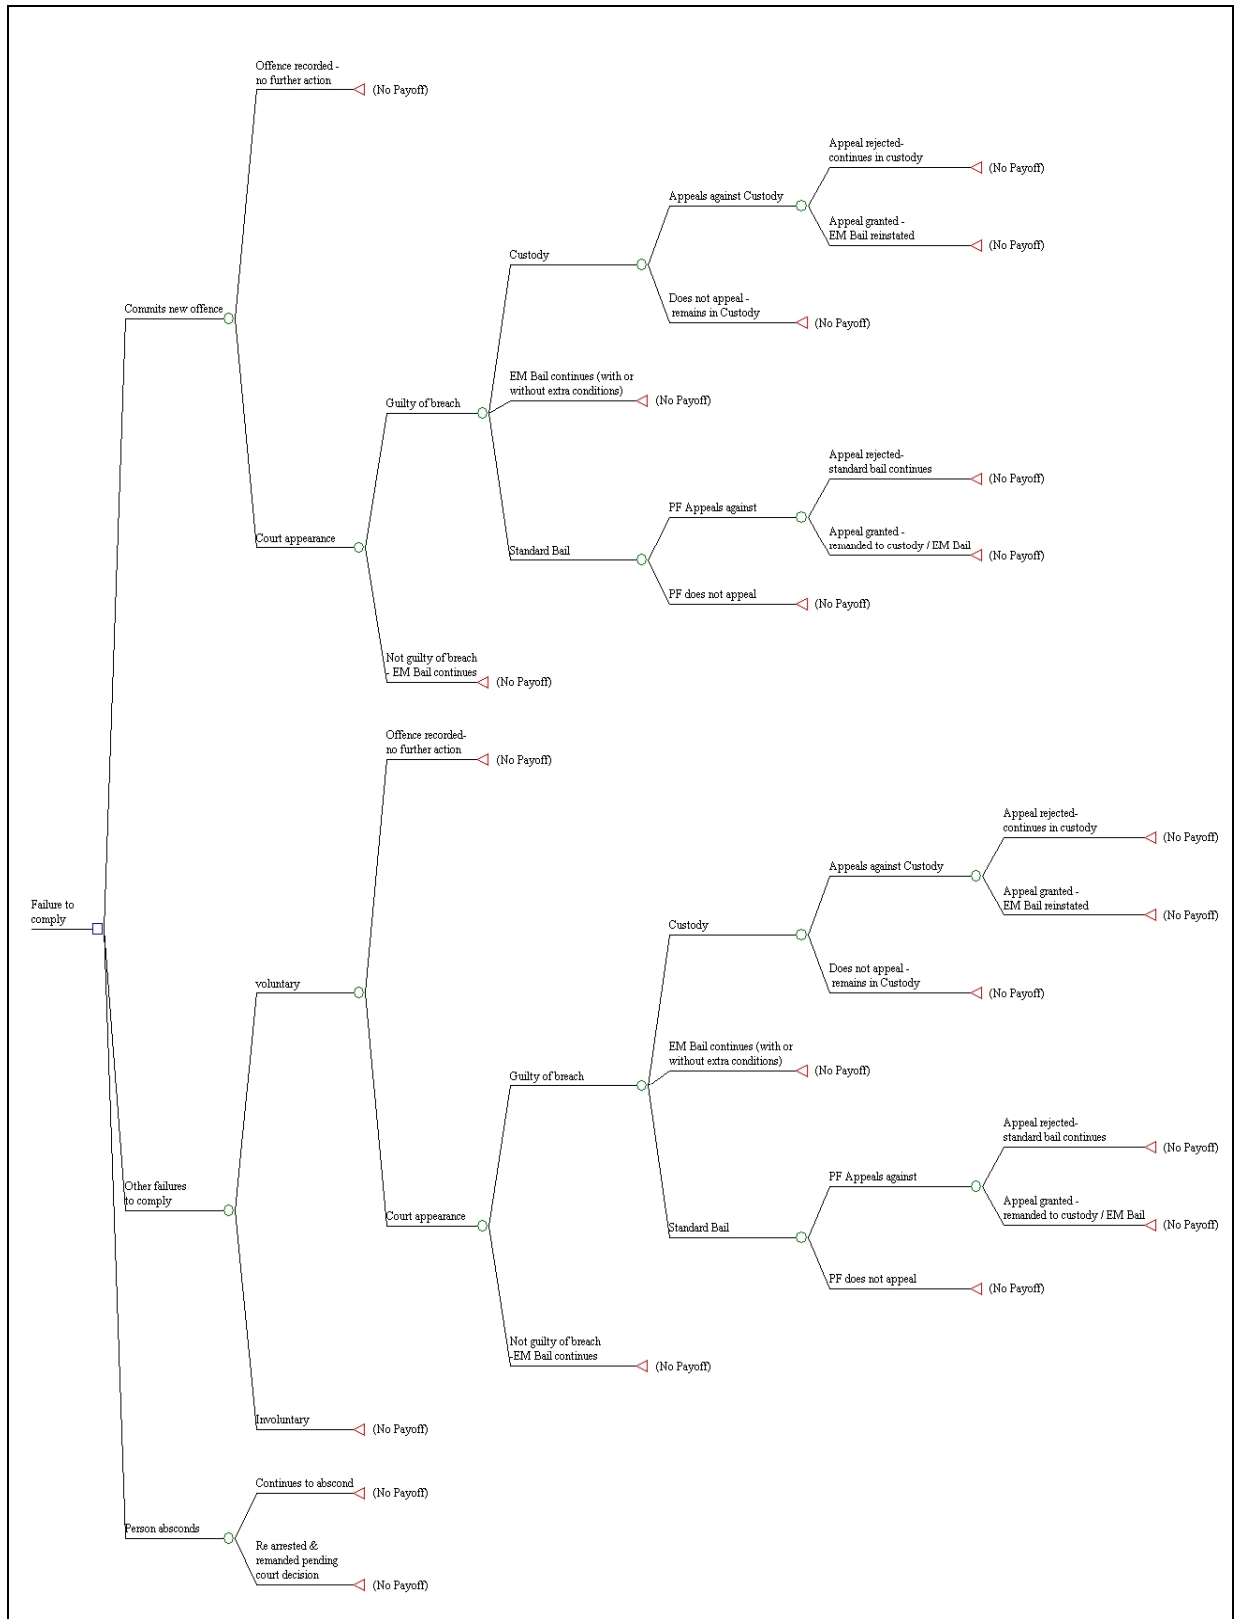 Offence recorded -
no further action
(No Payoff)
Appeal rejected-
continues in custody
(No Payoff)
Appeals against Custody
Appeal granted -
EM Bail reinstated
(No Payoff)
Custody
Does not appeal -
remains in Custody
(No Payoff)
Commits new offence
EM Bail continues (with or
without extra conditions)
(No Payoff)
Guilty of breach
Appeal rejected-
standard bail continues
(No Payoff)
PF Appeals against
Appeal granted -
remanded to custody / EM Bail
(No Payoff)
Court appearance
Standard Bail
PF does not appeal
(No Payoff)
Not guilty of breach
- EM Bail continues
(No Payoff)
Offence recorded-
no further action
(No Payoff)
Appeal rejected-
continues in custody
(No Payoff)
Appeals against Custody
Appeal granted -
EM Bail reinstated
(No Payoff)
Failure to
comply
Custody
Does not appeal -
remains in Custody
(No Payoff)
voluntary
EM Bail continues (with or
without extra conditions)
(No Payoff)
Guilty of breach
Appeal rejected-
standard bail continues
(No Payoff)
PF Appeals against
Appeal granted -
remanded to custody / EM Bail
(No Payoff)
Other failures
to comply
Court appearance
Standard Bail
PF does not appeal
(No Payoff)
Not guilty of breach
-EM Bail continues
(No Payoff)
Involuntary
(No Payoff)
Continues to abscond
(No Payoff)
Person absconds
Re arrested &
remanded pending
court decision
(No Payoff)